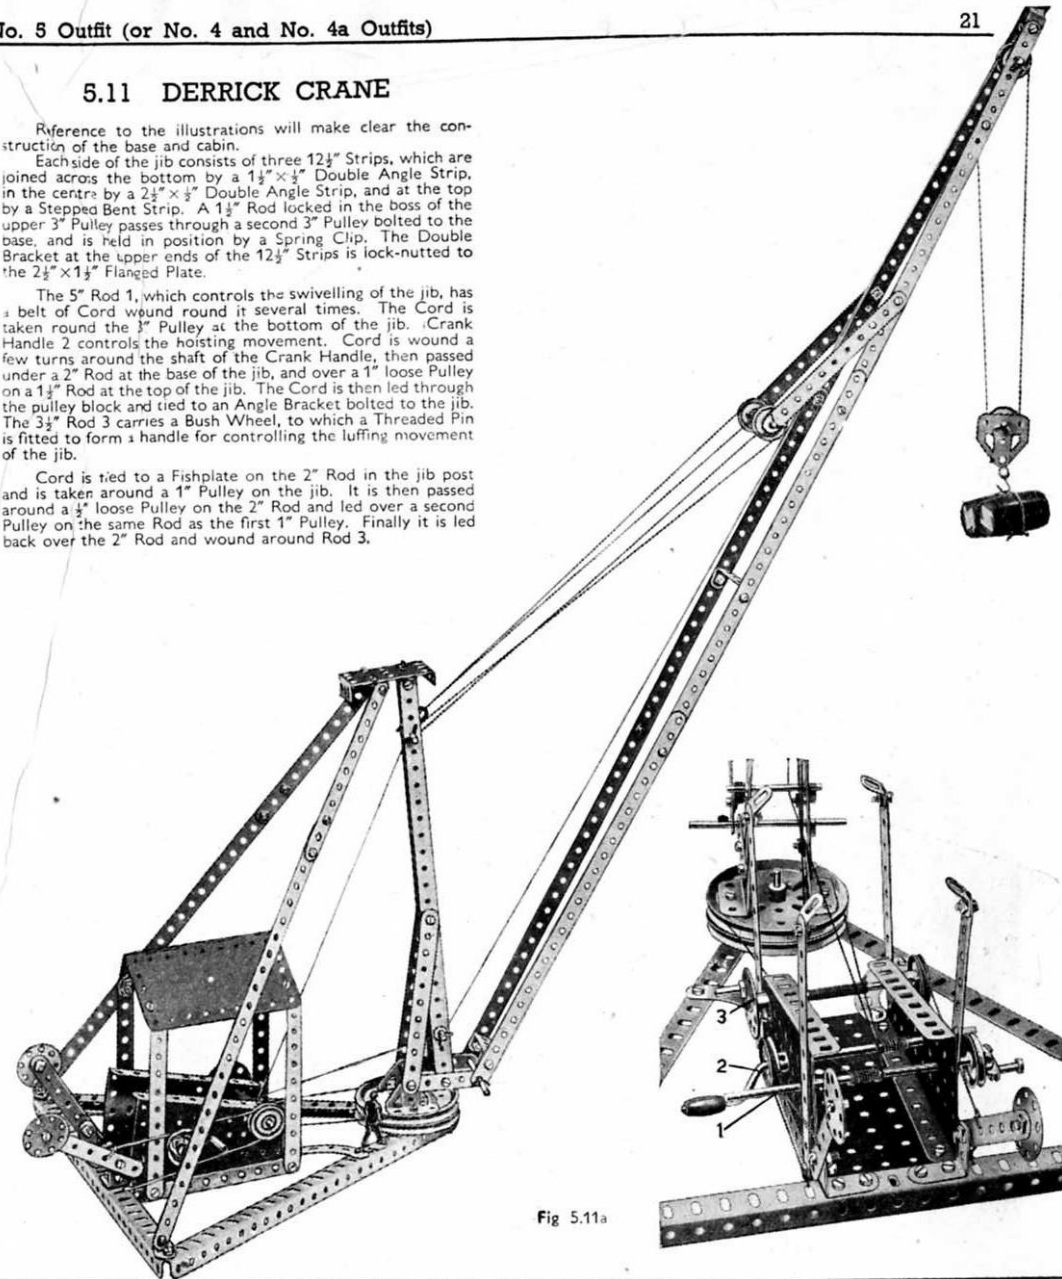 No. 5 Outfit (or No. 4 and No. 4a Outfits)
21
5.11 DERRICK CRANE
Reference to the illustrations will make clear the con-
struction of the base and cabin.
Each side of the jib consists of three 12½" Strips, which are
joined across the bottom by a 1½"×½" Double Angle Strip,
in the centre by a 2½"×½" Double Angle Strip, and at the top
by a Stepped Bent Strip. A 1½" Rod locked in the boss of the
upper 3" Pulley passes through a second 3" Pulley bolted to the
base, and is held in position by a Spring Clip. The Double
Bracket at the upper ends of the 12½" Strips is lock-nutted to
the 2½"×1½" Flanged Plate.
The 5" Rod 1, which controls the swivelling of the jib, has
a belt of Cord wound round it several times. The Cord is
taken round the 3" Pulley at the bottom of the jib. Crank
Handle 2 controls the hoisting movement. Cord is wound a
few turns around the shaft of the Crank Handle, then passed
under a 2" Rod at the base of the jib, and over a 1" loose Pulley
on a 1½" Rod at the top of the jib. The Cord is then led through
the pulley block and tied to an Angle Bracket bolted to the jib.
The 3½" Rod 3 carries a Bush Wheel, to which a Threaded Pin
is fitted to form a handle for controlling the luffing movement
of the jib.
Cord is tied to a Fishplate on the 2" Rod in the jib post
and is taken around a 1" Pulley on the jib. It is then passed
around a ½" loose Pulley on the 2" Rod and led over a second
Pulley on the same Rod as the first 1" Pulley. Finally it is led
back over the 2" Rod and wound around Rod 3.
3
2
1
Fig 5.11a